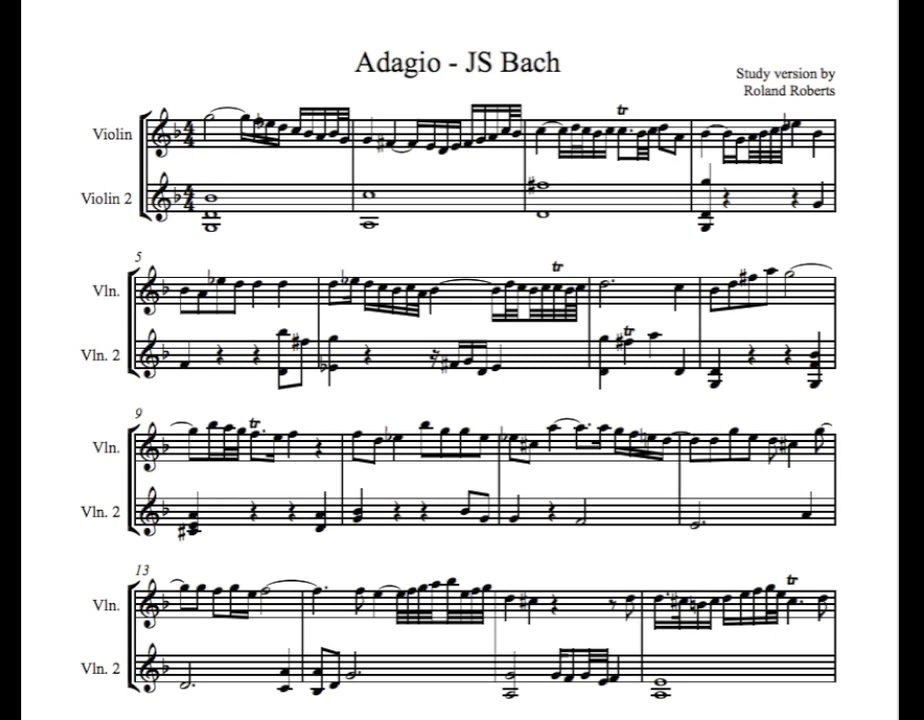 Adagio - JS Bach
Study version by
Roland Roberts
tr
Violin
Violin 2
5
tr
Vln.
tr
Vln. 2
9
tr
Vln.
Vln. 2
13
tr
Vln.
Vln. 2